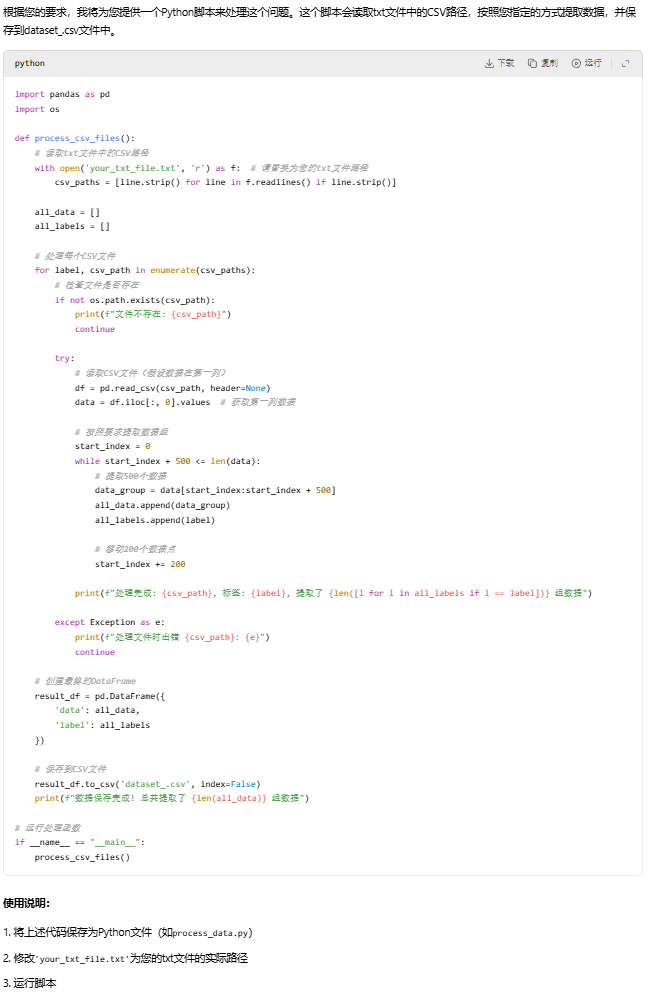 根据您的要求，我将为您提供一个Python脚本来处理这个问题。这个脚本会读取txt文件中的CSV路径，按照您指定的方式提取数据，并保
存到dataset_.csv文件中。
python 下载 复制 运行
import pandas as pd
import os
def process_csv_files():
    # 读取txt文件中的CSV路径
    with open('your_txt_file.txt', 'r') as f:  # 请替换为您的txt文件路径
        csv_paths = [line.strip() for line in f.readlines() if line.strip()]
    all_data = []
    all_labels = []
    # 处理每个CSV文件
    for label, csv_path in enumerate(csv_paths):
        # 检查文件是否存在
        if not os.path.exists(csv_path):
            print(f"文件不存在: {csv_path}")
            continue
        try:
            # 读取CSV文件（假设数据在第一列）
            df = pd.read_csv(csv_path, header=None)
            data = df.iloc[:, 0].values  # 获取第一列数据
            # 按照要求提取数据组
            start_index = 0
            while start_index + 500 <= len(data):
                # 提取500个数据
                data_group = data[start_index:start_index + 500]
                all_data.append(data_group)
                all_labels.append(label)
                # 移动200个数据点
                start_index += 200
            print(f"处理完成: {csv_path}, 标签: {label}, 提取了 {len([l for l in all_labels if l == label])} 组数据")
        except Exception as e:
            print(f"处理文件时出错 {csv_path}: {e}")
            continue
    # 创建最终的DataFrame
    result_df = pd.DataFrame({
        'data': all_data,
        'label': all_labels
    })
    # 保存到CSV文件
    result_df.to_csv('dataset_.csv', index=False)
    print(f"数据保存完成! 总共提取了 {len(all_data)} 组数据")
# 运行处理函数
if __name__ == "__main__":
    process_csv_files()
使用说明：
1. 将上述代码保存为Python文件（如process_data.py）
2. 修改'your_txt_file.txt'为您的txt文件的实际路径
3. 运行脚本